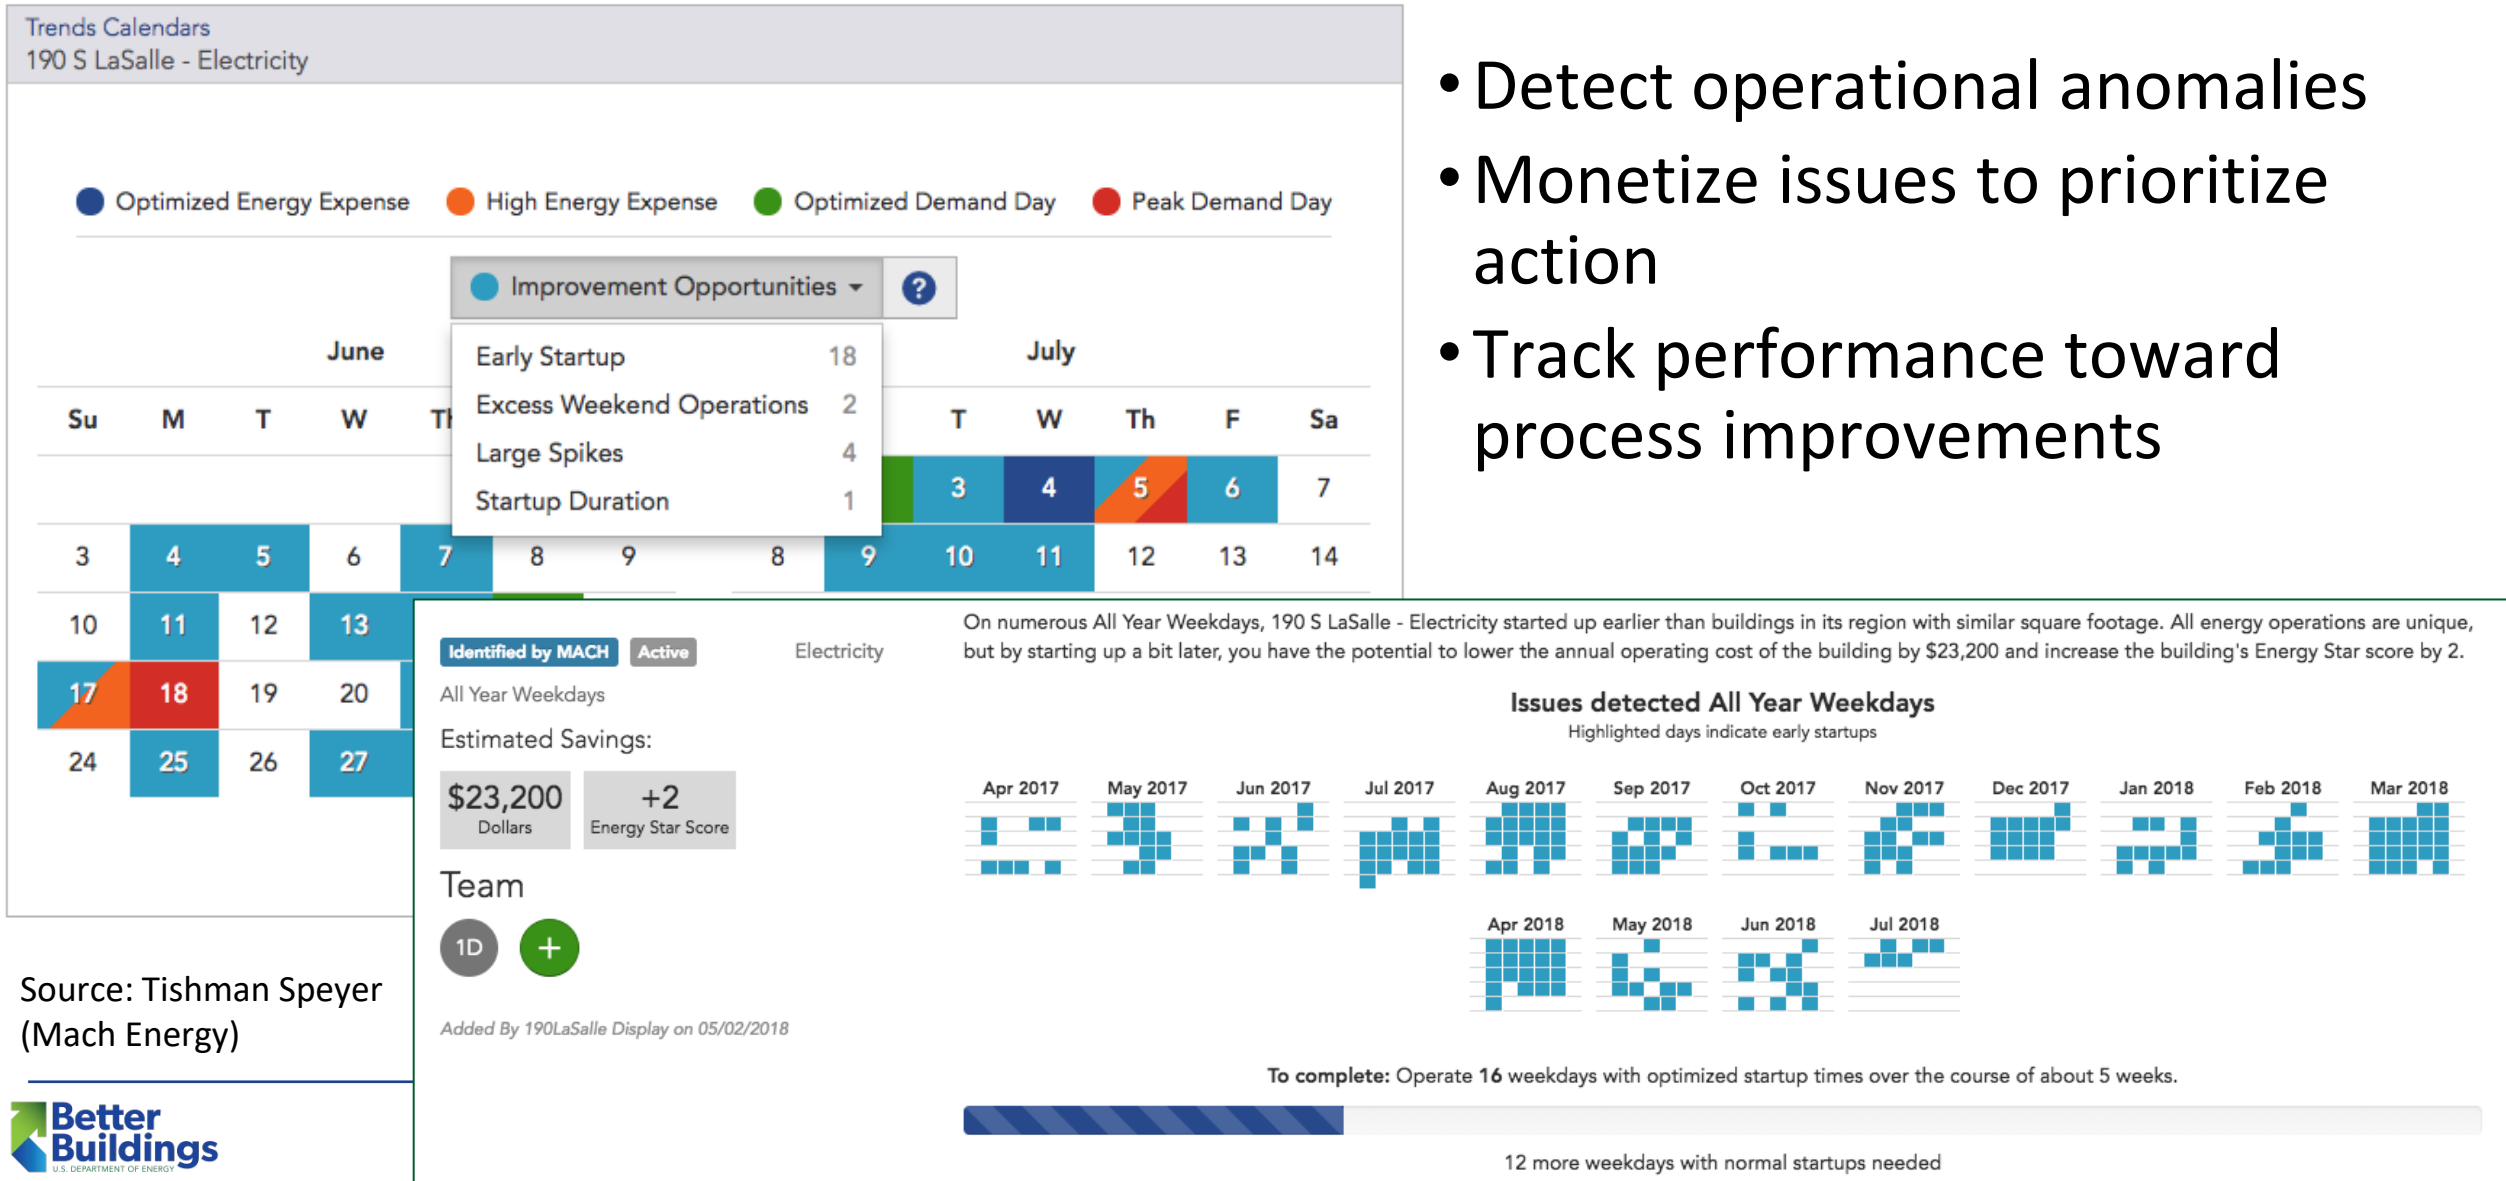 Trends Calendars
190 S LaSalle - Electricity
Optimized Energy Expense High Energy Expense Optimized Demand Day Peak Demand Day
Improvement Opportunities ?
Early Startup 18
Excess Weekend Operations 2
Large Spikes 4
Startup Duration 1
June
Su M T W
3 4 5 6 7 8 9
10 11 12 13
17 18 19 20
24 25 26 27
July
T W Th F Sa
3 4 5 6 7
8 9 10 11 12 13 14
• Detect operational anomalies
• Monetize issues to prioritize
action
• Track performance toward
process improvements
Identified by MACH Active Electricity
All Year Weekdays
Estimated Savings:
$23,200 +2
Dollars Energy Star Score
Team
1D +
Added By 190LaSalle Display on 05/02/2018
On numerous All Year Weekdays, 190 S LaSalle - Electricity started up earlier than buildings in its region with similar square footage. All energy operations are unique,
but by starting up a bit later, you have the potential to lower the annual operating cost of the building by $23,200 and increase the building's Energy Star score by 2.
Issues detected All Year Weekdays
Highlighted days indicate early startups
Apr 2017 May 2017 Jun 2017 Jul 2017 Aug 2017 Sep 2017 Oct 2017 Nov 2017 Dec 2017 Jan 2018 Feb 2018 Mar 2018
Apr 2018 May 2018 Jun 2018 Jul 2018
To complete: Operate 16 weekdays with optimized startup times over the course of about 5 weeks.
12 more weekdays with normal startups needed
Source: Tishman Speyer
(Mach Energy)
Better
Buildings
U.S. DEPARTMENT OF ENERGY